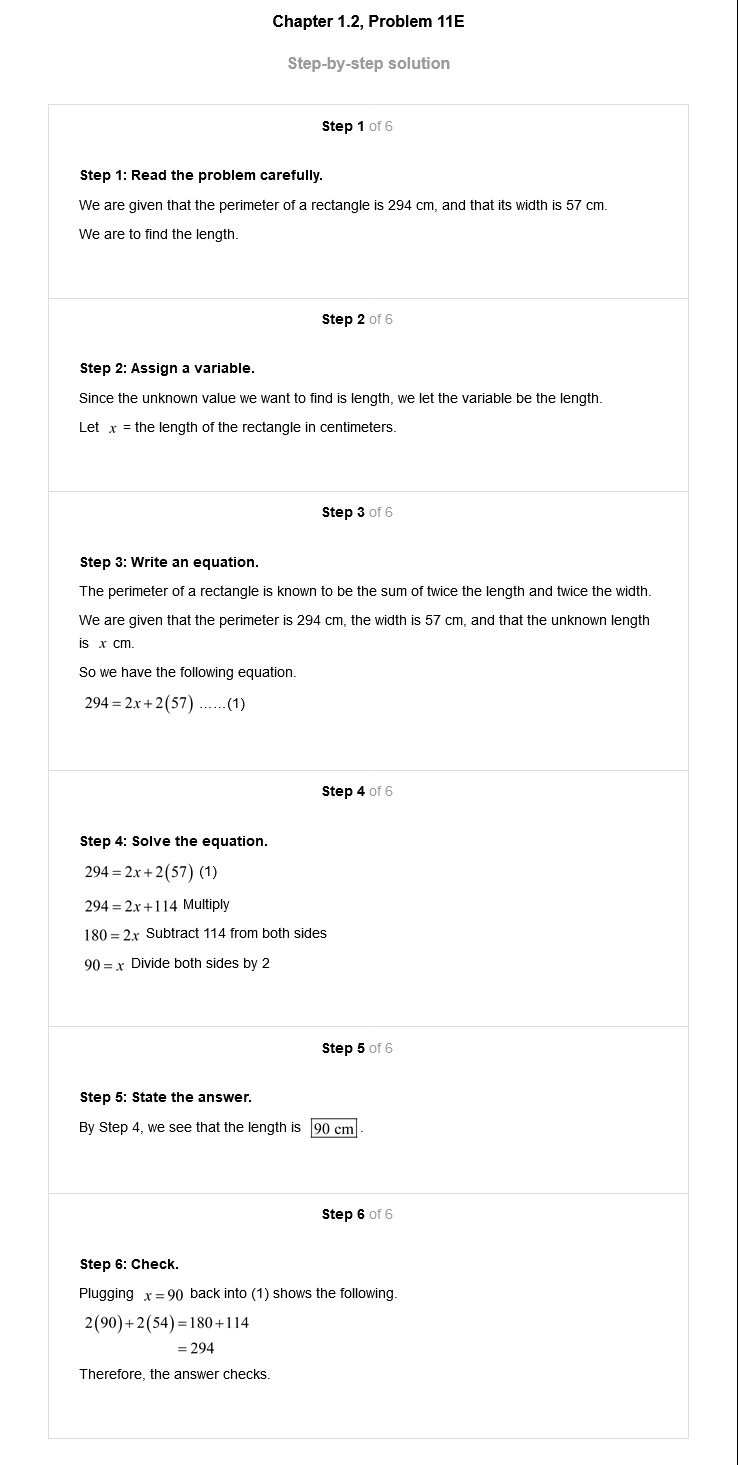 Chapter 1.2, Problem 11E
Step-by-step solution
Step 1 of 6
Step 1: Read the problem carefully.
We are given that the perimeter of a rectangle is 294 cm, and that its width is 57 cm.
We are to find the length.
Step 2 of 6
Step 2: Assign a variable.
Since the unknown value we want to find is length, we let the variable be the length.
Let x = the length of the rectangle in centimeters.
Step 3 of 6
Step 3: Write an equation.
The perimeter of a rectangle is known to be the sum of twice the length and twice the width.
We are given that the perimeter is 294 cm, the width is 57 cm, and that the unknown length
is x cm.
So we have the following equation.
294 = 2x + 2(57) ......(1)
Step 4 of 6
Step 4: Solve the equation.
294 = 2x + 2(57) (1)
294 = 2x + 114 Multiply
180 = 2x Subtract 114 from both sides
90 = x Divide both sides by 2
Step 5 of 6
Step 5: State the answer.
By Step 4, we see that the length is 90 cm.
Step 6 of 6
Step 6: Check.
Plugging x = 90 back into (1) shows the following.
2(90) + 2(54) = 180 + 114
= 294
Therefore, the answer checks.